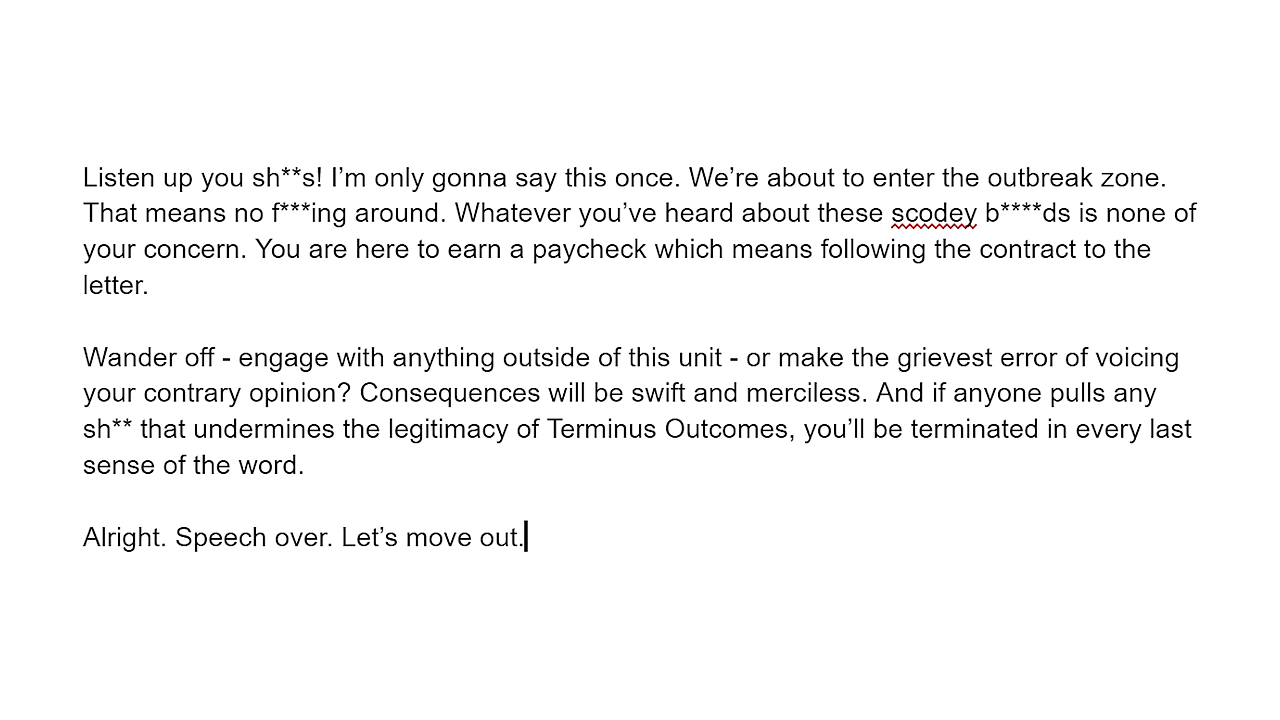 Listen up you sh**s! I’m only gonna say this once. We’re about to enter the outbreak zone.
That means no f***ing around. Whatever you’ve heard about these scodey b****ds is none of
your concern. You are here to earn a paycheck which means following the contract to the
letter.
Wander off - engage with anything outside of this unit - or make the grievest error of voicing
your contrary opinion? Consequences will be swift and merciless. And if anyone pulls any
sh** that undermines the legitimacy of Terminus Outcomes, you’ll be terminated in every last
sense of the word.
Alright. Speech over. Let’s move out.